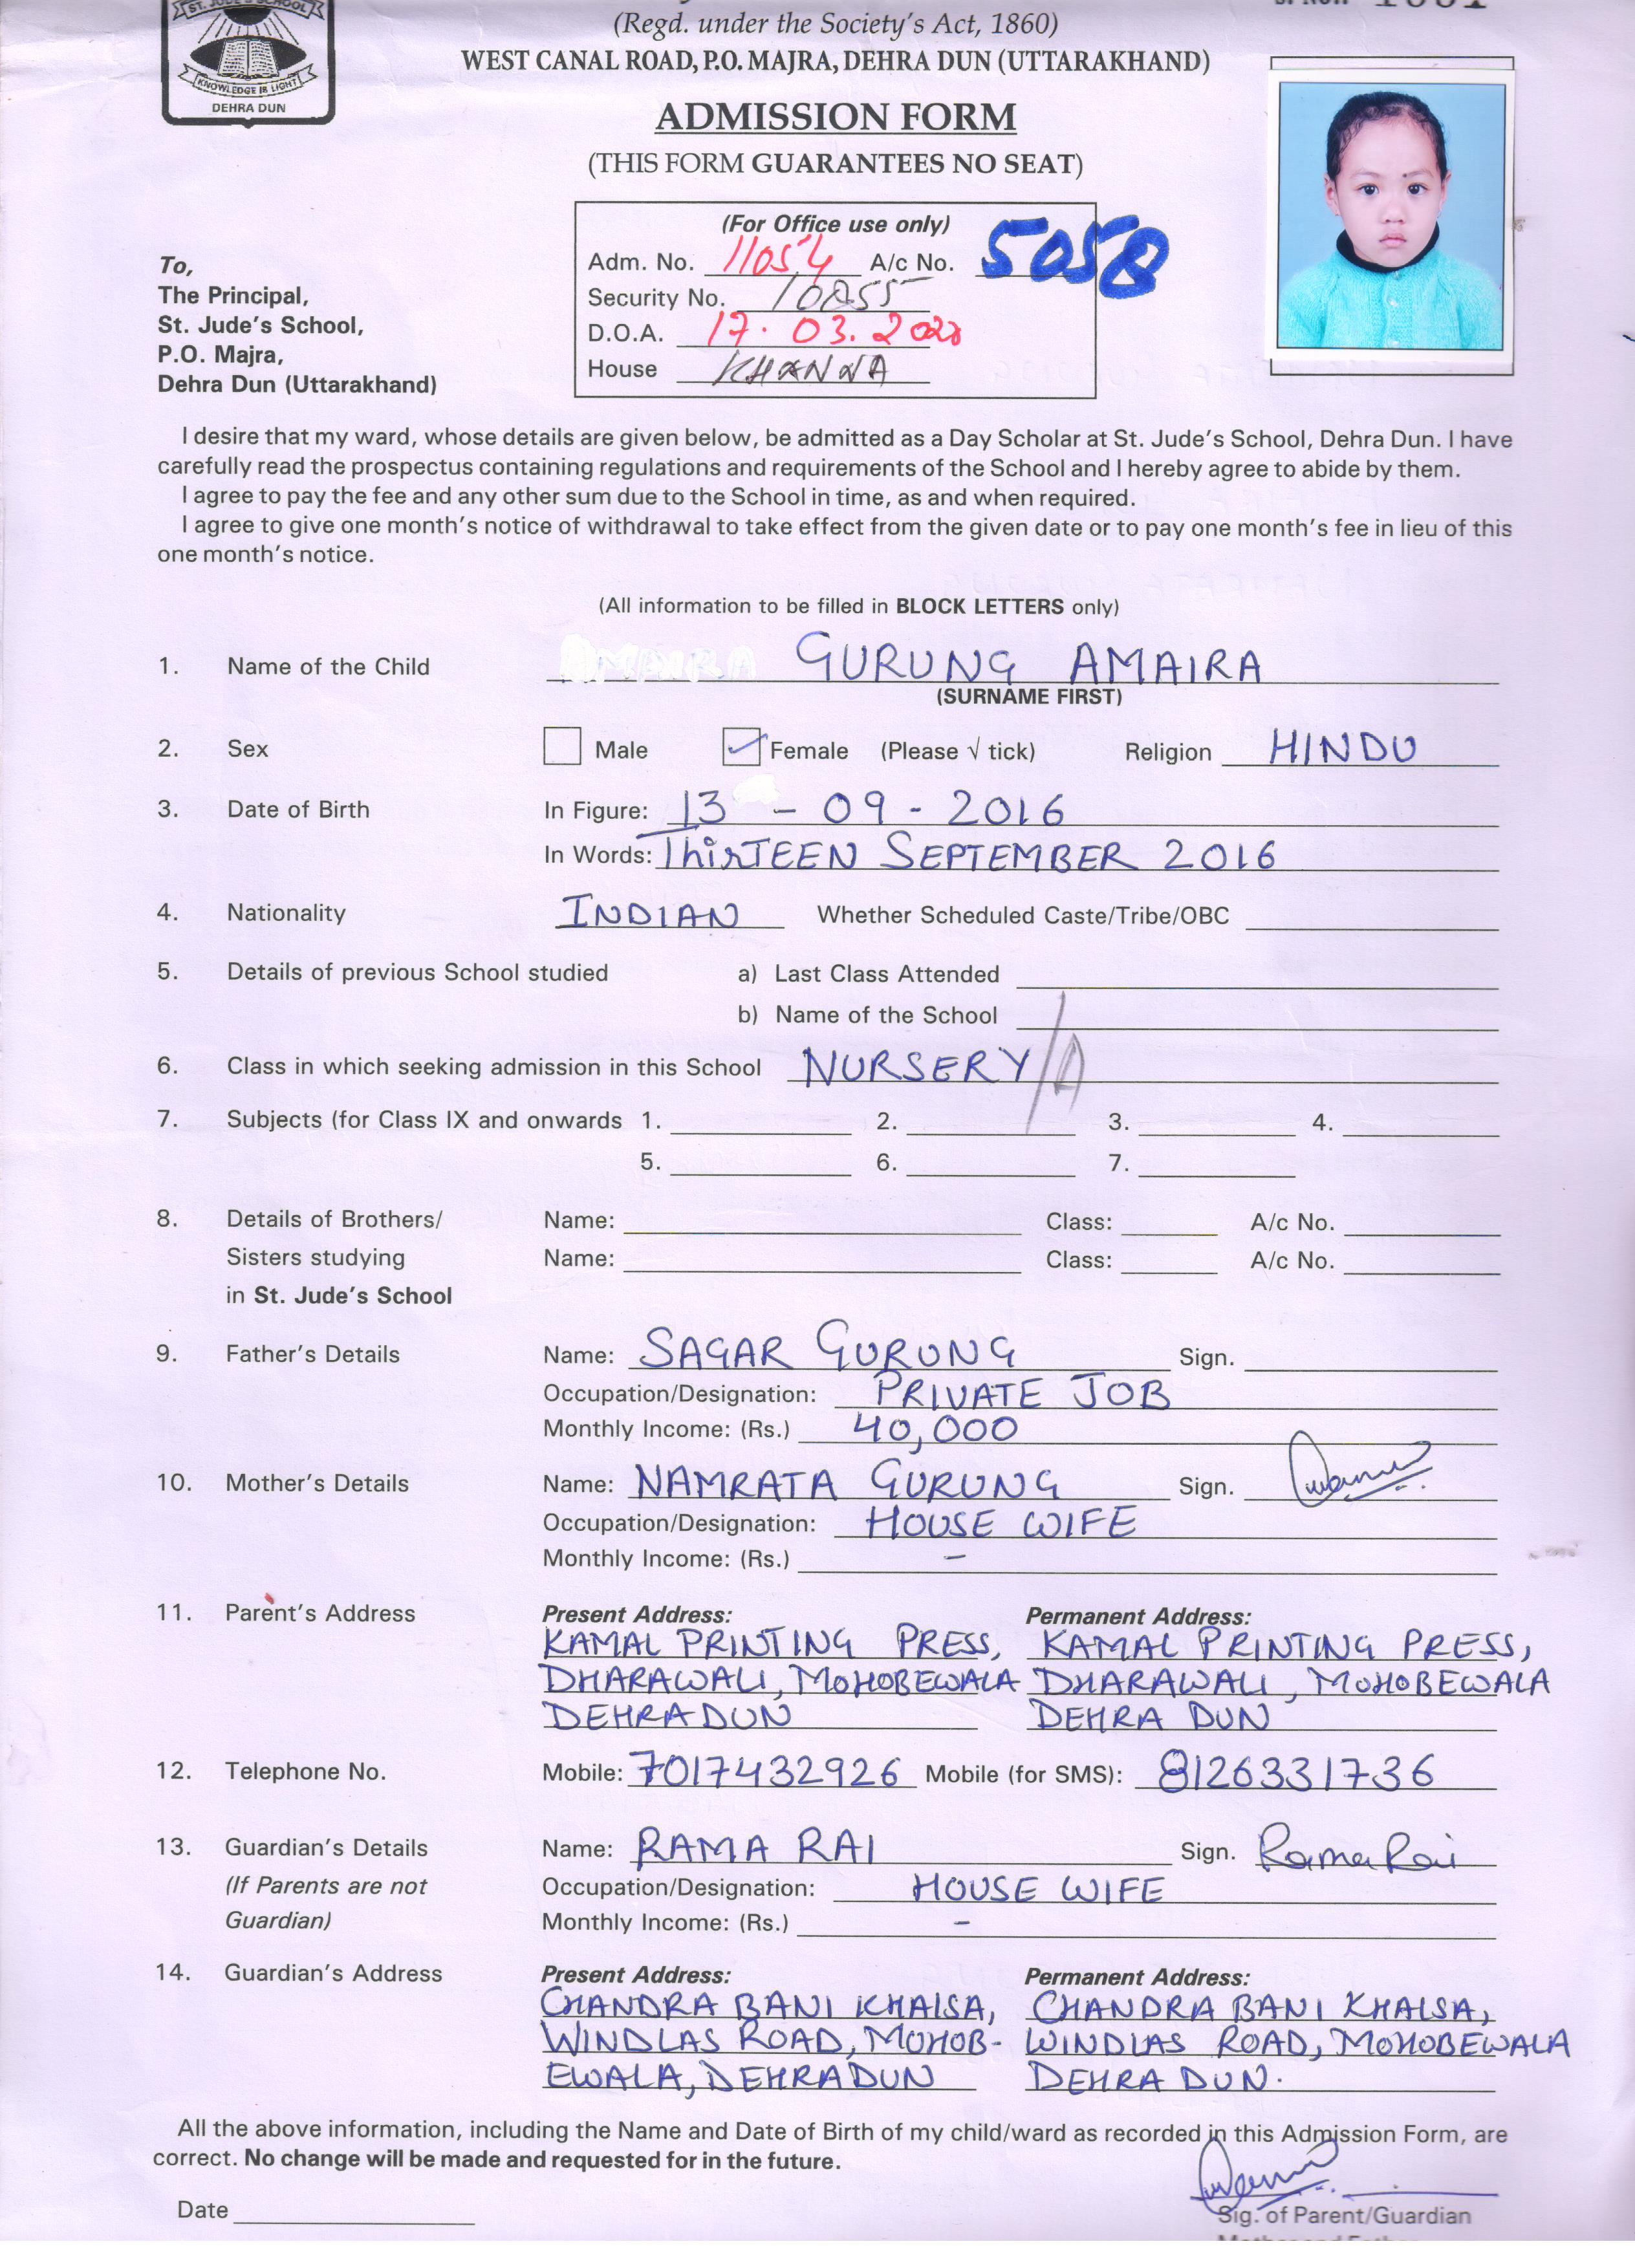 ST. JUDE'S SCHOOL
KNOWLEDGE IS LIGHT
DEHRA DUN
(Regd. under the Society's Act, 1860)
WEST CANAL ROAD, P.O. MAJRA, DEHRA DUN (UTTARAKHAND)
ADMISSION FORM
(THIS FORM GUARANTEES NO SEAT)
(For Office use only)
Adm. No. 11054 A/c No. 5058
Security No.
D.O.A. 17.03.2020
House KHANNA
To,
The Principal,
St. Jude's School,
P.O. Majra,
Dehra Dun (Uttarakhand)
I desire that my ward, whose details are given below, be admitted as a Day Scholar at St. Jude's School, Dehra Dun. I have
carefully read the prospectus containing regulations and requirements of the School and I hereby agree to abide by them.
I agree to pay the fee and any other sum due to the School in time, as and when required.
I agree to give one month's notice of withdrawal to take effect from the given date or to pay one month's fee in lieu of this
one month's notice.
(All information to be filled in BLOCK LETTERS only)
1. Name of the Child GURUNG AMAIRA
(SURNAME FIRST)
2. Sex Male ✓ Female (Please √ tick) Religion HINDU
3. Date of Birth In Figure: 13 - 09 - 2016
In Words: ThirTEEN SEPTEMBER 2016
4. Nationality INDIAN Whether Scheduled Caste/Tribe/OBC
5. Details of previous School studied a) Last Class Attended
b) Name of the School
6. Class in which seeking admission in this School NURSERY/A
7. Subjects (for Class IX and onwards 1. 2. 3. 4.
5. 6. 7.
8. Details of Brothers/ Name: Class: A/c No.
Sisters studying Name: Class: A/c No.
in St. Jude's School
9. Father's Details Name: SAGAR GURUNG Sign.
Occupation/Designation: PRIVATE JOB
Monthly Income: (Rs.) 40,000
10. Mother's Details Name: NAMRATA GURUNG Sign.
Occupation/Designation: HOUSE WIFE
Monthly Income: (Rs.) -
11. Parent's Address Present Address: Permanent Address:
KAMAL PRINTING PRESS, KAMAL PRINTING PRESS,
DHARAWALI, MOHOBEWALA DHARAWALI, MOHOBEWALA
DEHRADUN DEHRA DUN
12. Telephone No. Mobile: 7017432926 Mobile (for SMS): 8126331736
13. Guardian's Details Name: RAMA RAI Sign. Rama Rai
(If Parents are not Occupation/Designation: HOUSE WIFE
Guardian) Monthly Income: (Rs.) -
14. Guardian's Address Present Address: Permanent Address:
CHANDRA BANI KHALSA, CHANDRA BANI KHALSA,
WINDLAS ROAD, MOHOB- WINDLAS ROAD, MOHOBEWALA
EWALA, DEHRADUN DEHRA DUN.
All the above information, including the Name and Date of Birth of my child/ward as recorded in this Admission Form, are
correct. No change will be made and requested for in the future.
Date
Sig. of Parent/Guardian